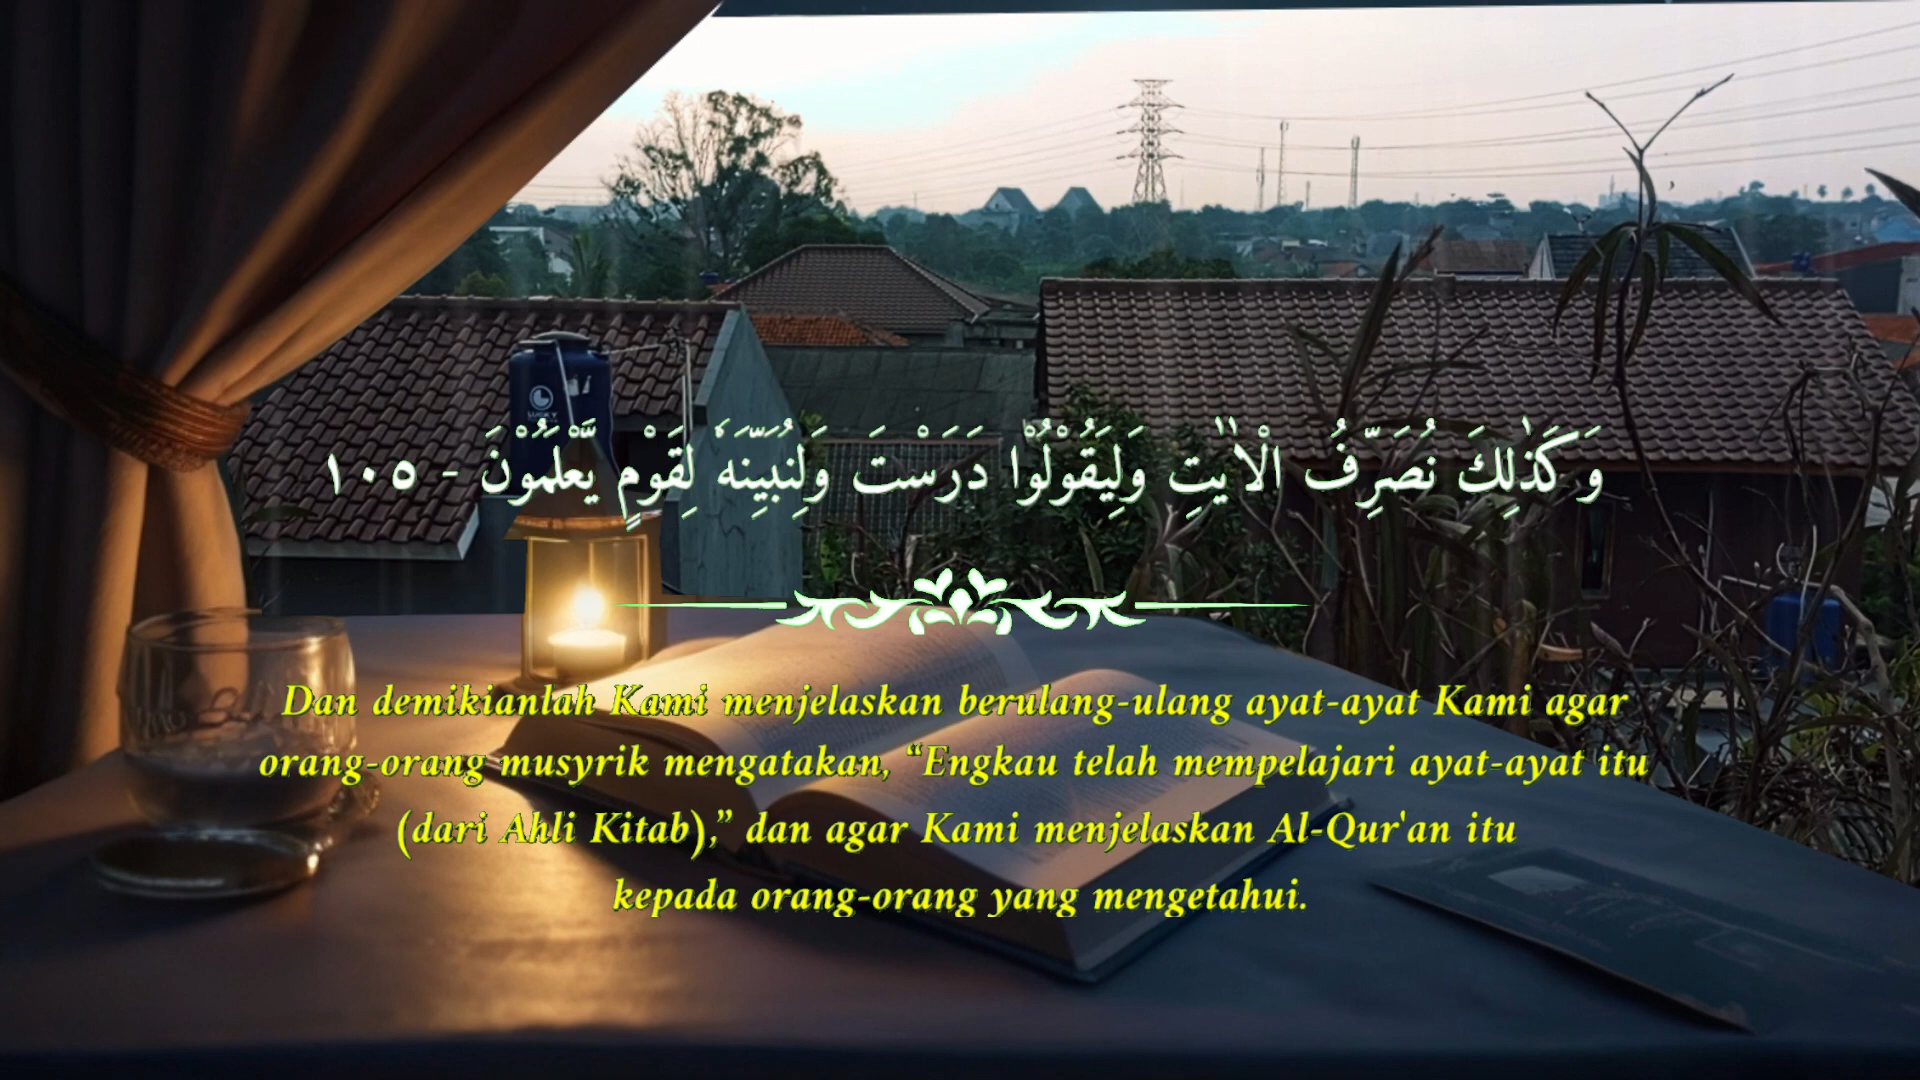 وَكَذٰلِكَ نُصَرِّفُ الْاٰيٰتِ وَلِيَقُوْلُوْا دَرَسْتَ وَلِنُبَيِّنَهٗ لِقَوْمٍ يَّعْلَمُوْنَ - ١٠٥
LUCKY
Dan demikianlah Kami menjelaskan berulang-ulang ayat-ayat Kami agar
orang-orang musyrik mengatakan, “Engkau telah mempelajari ayat-ayat itu
(dari Ahli Kitab),” dan agar Kami menjelaskan Al-Qur'an itu
kepada orang-orang yang mengetahui.